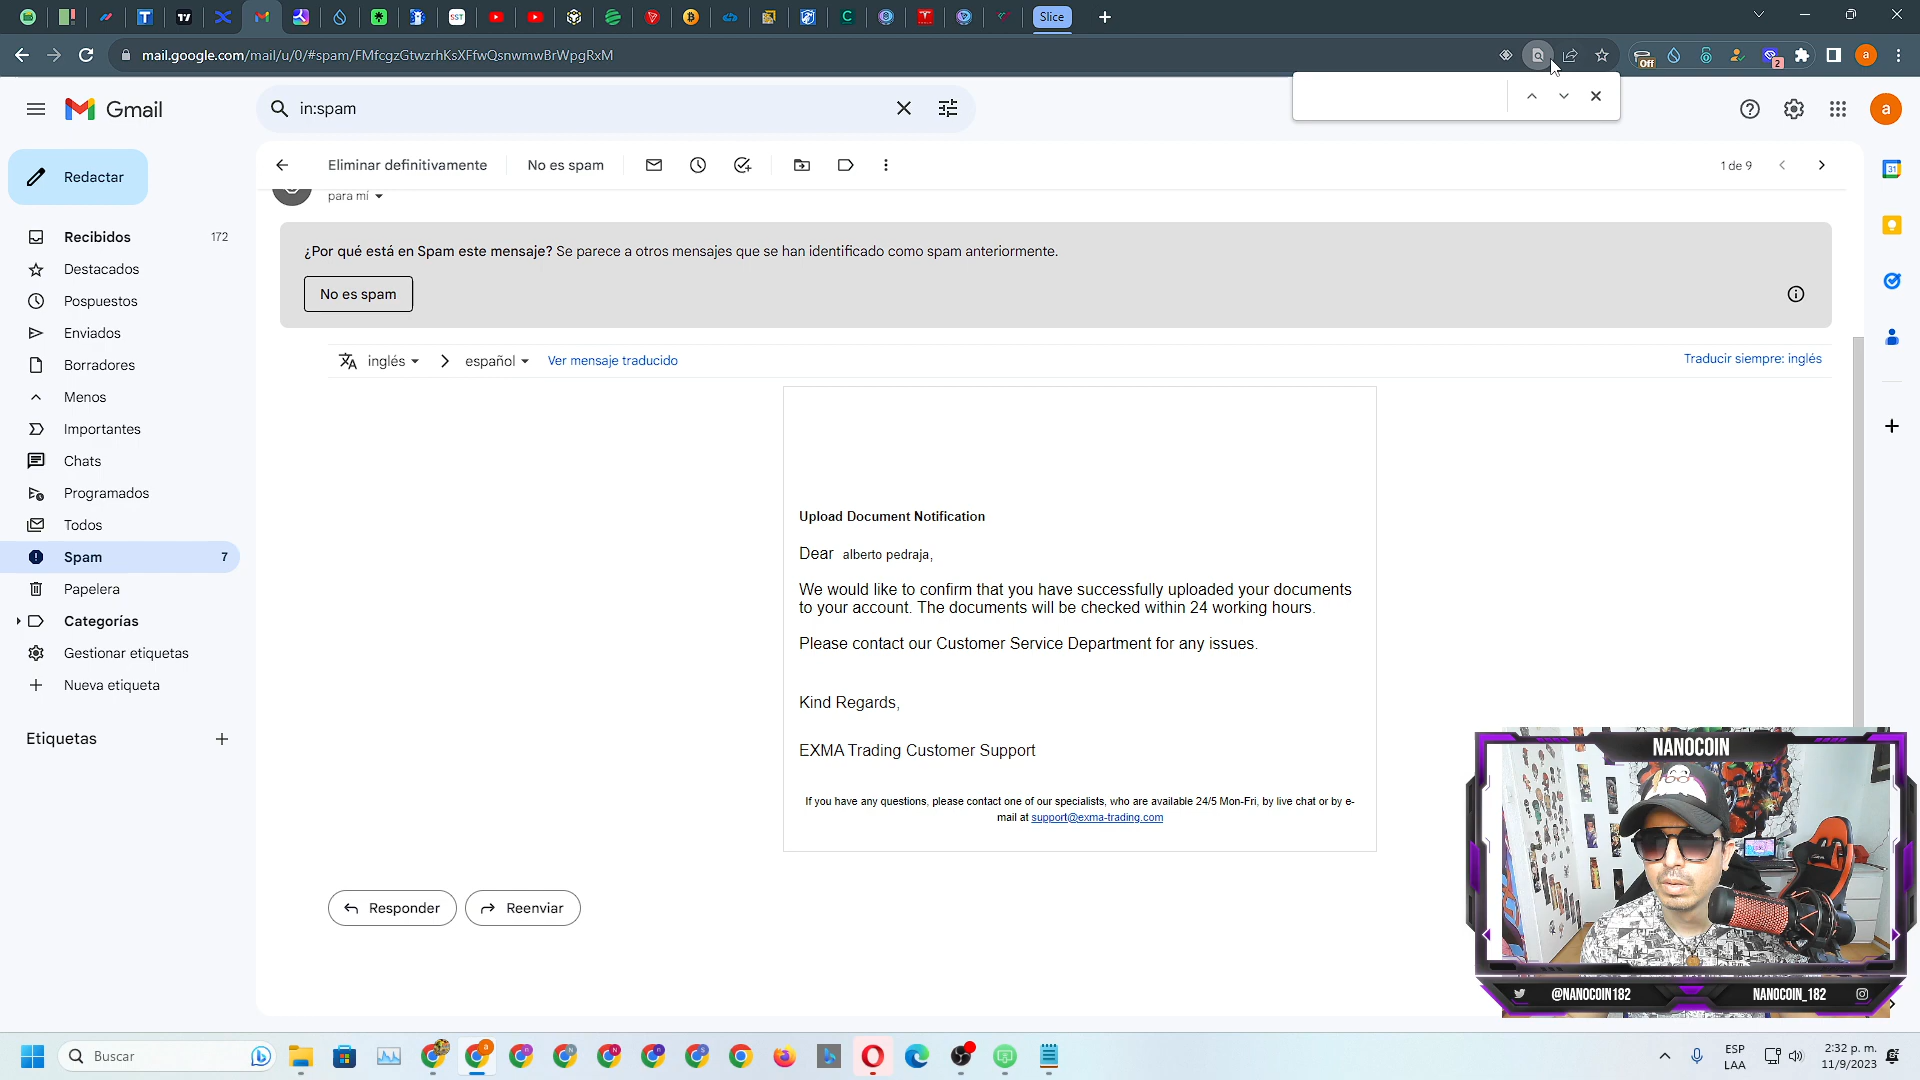 SST
Slice
mail.google.com/mail/u/0/#spam/FMfcgzGtwzrhKsXFfwQsnwmwBrWpgRxM
Off
2
a
Gmail
in:spam
a
Redactar
Eliminar definitivamente
No es spam
1 de 9
31
para mí
Recibidos
172
Destacados
Pospuestos
Enviados
Borradores
Menos
Importantes
Chats
Programados
Todos
Spam
7
Papelera
Categorías
Gestionar etiquetas
Nueva etiqueta
Etiquetas
¿Por qué está en Spam este mensaje? Se parece a otros mensajes que se han identificado como spam anteriormente.
No es spam
inglés
español
Ver mensaje traducido
Traducir siempre: inglés
Upload Document Notification
Dear alberto pedraja,
We would like to confirm that you have successfully uploaded your documents
to your account. The documents will be checked within 24 working hours.
Please contact our Customer Service Department for any issues.
Kind Regards,
EXMA Trading Customer Support
If you have any questions, please contact one of our specialists, who are available 24/5 Mon-Fri, by live chat or by e-
mail at support@exma-trading.com
Responder
Reenviar
NANOCOIN
@NANOCOIN182
NANOCOIN_182
Buscar
ESP
LAA
2:32 p. m.
11/9/2023